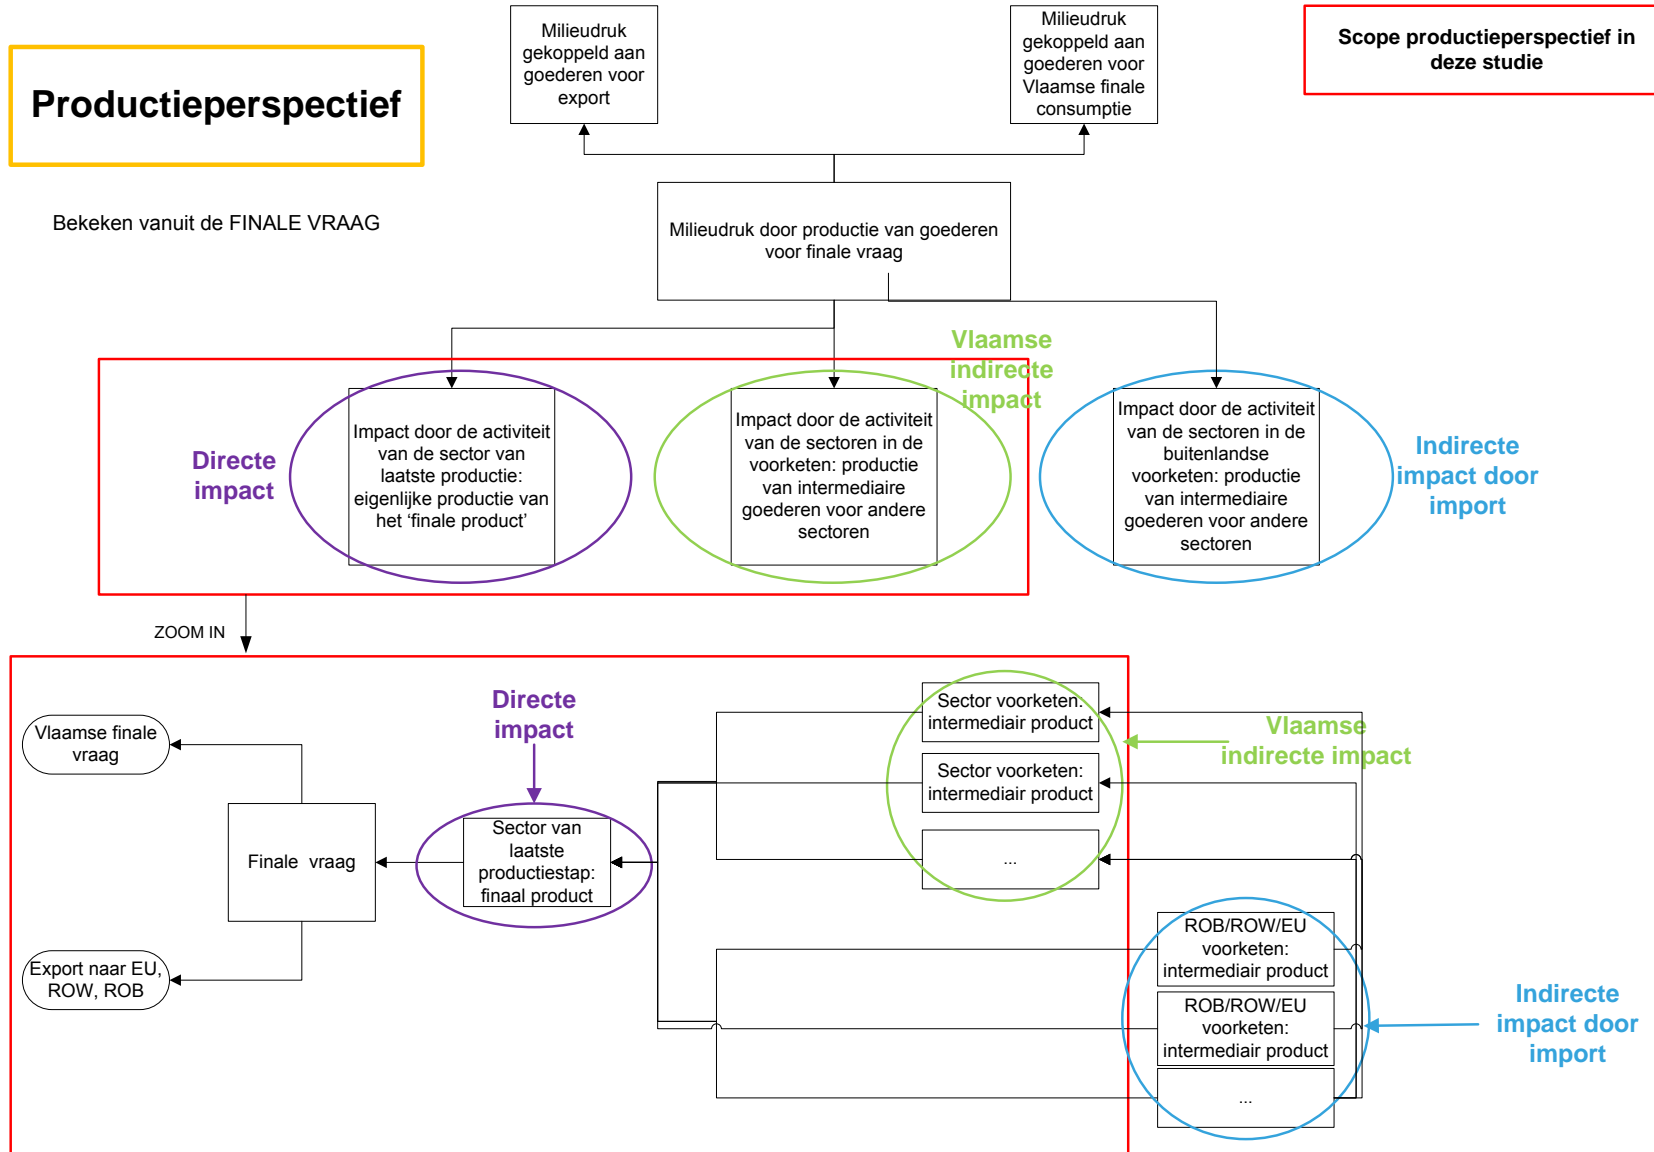 Milieudruk
gekoppeld aan
goederen voor
export
Milieudruk
gekoppeld aan
goederen voor
Vlaamse finale
consumptie
Scope productieperspectief in
deze studie
Productieperspectief
Bekeken vanuit de FINALE VRAAG
Milieudruk door productie van goederen
voor finale vraag
Vlaamse
indirecte
impact
Directe
impact
Impact door de activiteit
van de sector van
laatste productie:
eigenlijke productie van
het ‘finale product’
Impact door de activiteit
van de sectoren in de
voorketen: productie
van intermediaire
goederen voor andere
sectoren
Impact door de activiteit
van de sectoren in de
buitenlandse
voorketen: productie
van intermediaire
goederen voor andere
sectoren
Indirecte
impact door
import
ZOOM IN
Directe
impact
Sector voorketen:
intermediair product
Vlaamse
indirecte impact
Vlaamse finale
vraag
Sector voorketen:
intermediair product
Finale vraag
Sector van
laatste
productiestap:
finaal product
...
Export naar EU,
ROW, ROB
ROB/ROW/EU
voorketen:
intermediair product
ROB/ROW/EU
voorketen:
intermediair product
Indirecte
impact door
import
...